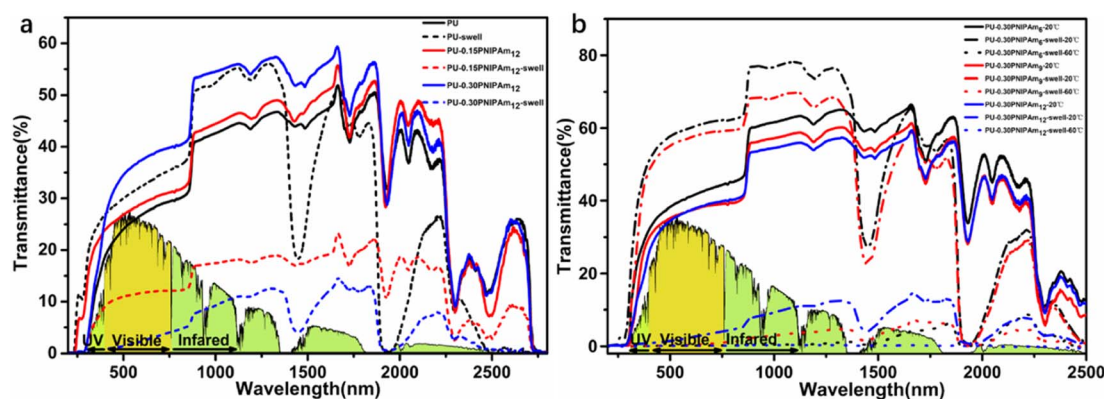 a
Transmittance(%)
60
50
40
30
20
10
0
500
1000
1500
2000
2500
Wavelength(nm)
PU
PU-swell
PU-0.15PNIPAm12
PU-0.15PNIPAm12-swell
PU-0.30PNIPAm12
PU-0.30PNIPAm12-swell
UV Visible Infared
b
Transmittance(%)
80
60
40
20
0
500
1000
1500
2000
2500
Wavelength(nm)
PU-0.30PNIPAm6-20℃
PU-0.30PNIPAm6-swell-20℃
PU-0.30PNIPAm6-swell-60℃
PU-0.30PNIPAm9-20℃
PU-0.30PNIPAm9-swell-20℃
PU-0.30PNIPAm9-swell-60℃
PU-0.30PNIPAm12-20℃
PU-0.30PNIPAm12-swell-20℃
PU-0.30PNIPAm12-swell-60℃
UV Visible Infared